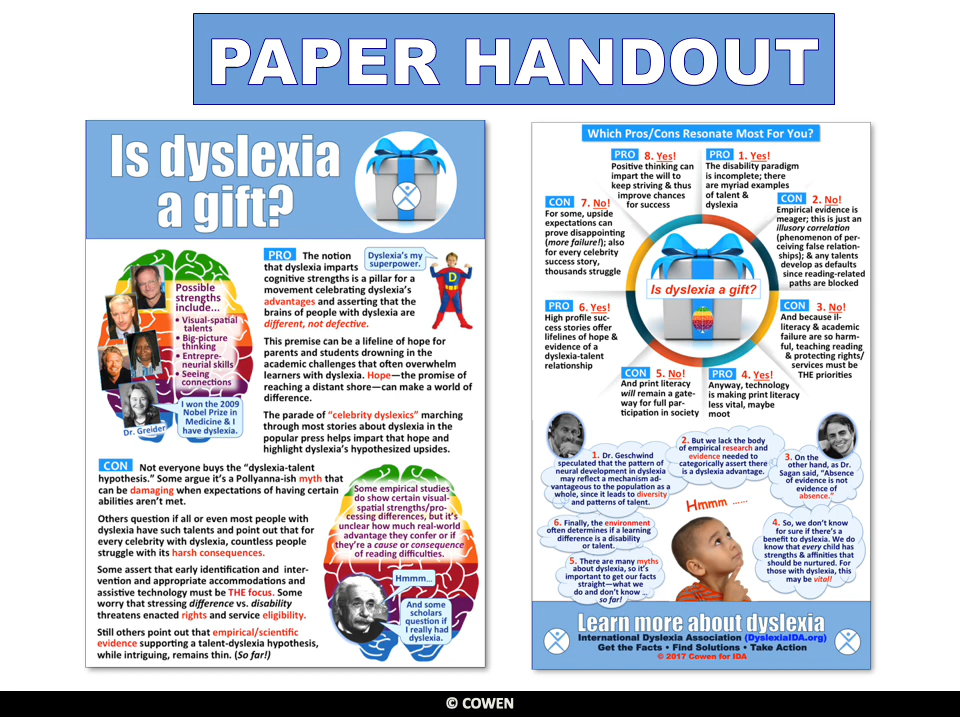 PAPER HANDOUT
Is dyslexia
a gift?
Possible
strengths
include...
• Visual-spatial
talents
• Big-picture
thinking
• Entrepre-
neurial skills
• Seeing
connections
I won the 2009
Nobel Prize in
Medicine & I
have dyslexia.
Dr. Greider
PRO The notion
that dyslexia imparts
cognitive strengths is a pillar for a
movement celebrating dyslexia's
advantages and asserting that the
brains of people with dyslexia are
different, not defective.
Dyslexia's my
superpower.
D
This premise can be a lifeline of hope for
parents and students drowning in the
academic challenges that often overwhelm
learners with dyslexia. Hope—the promise of
reaching a distant shore—can make a world of
difference.
The parade of "celebrity dyslexics" marching
through most stories about dyslexia in the
popular press helps impart that hope and
highlight dyslexia's hypothesized upsides.
CON Not everyone buys the "dyslexia-talent
hypothesis." Some argue it's a Pollyanna-ish myth that
can be damaging when expectations of having certain
abilities aren't met.
Others question if all or even most people with
dyslexia have such talents and point out that for
every celebrity with dyslexia, countless people
struggle with its harsh consequences.
Some assert that early identification and inter-
vention and appropriate accommodations and
assistive technology must be THE focus. Some
worry that stressing difference vs. disability
threatens enacted rights and service eligibility.
Still others point out that empirical/scientific
evidence supporting a talent-dyslexia hypothesis,
while intriguing, remains thin. (So far!)
Some empirical studies
do show certain visual-
spatial strengths/pro-
cessing differences, but it's
unclear how much real-world
advantage they confer or if
they're a cause or consequence
of reading difficulties.
Hmmm...
And some
scholars
question if
I really had
dyslexia.
Which Pros/Cons Resonate Most For You?
PRO 8. Yes!
Positive thinking can
impart the will to
keep striving & thus
improve chances
for success
PRO 1. Yes!
The disability paradigm
is incomplete; there
are myriad examples
of talent &
dyslexia
CON 7. No!
For some, upside
expectations can
prove disappointing
(more failure!); also
for every celebrity
success story,
thousands struggle
CON 2. No!
Empirical evidence is
meager; this is just an
illusory correlation
(phenomenon of per-
ceiving false relation-
ships); & any talents
develop as defaults
since reading-related
paths are blocked
Is dyslexia a gift?
PRO 6. Yes!
High profile suc-
cess stories offer
lifelines of hope &
evidence of a
dyslexia-talent
relationship
CON 3. No!
And because il-
literacy & academic
failure are so harm-
ful, teaching reading
& protecting rights/
services must be
THE priorities
CON 5. No!
And print literacy
will remain a gate-
way for full par-
ticipation in society
PRO 4. Yes!
Anyway, technology
is making print literacy
less vital, maybe
moot
1. Dr. Geschwind
speculated that the pattern of
neural development in dyslexia
may reflect a mechanism ad-
vantageous to the population as a
whole, since it leads to diversity
and patterns of talent.
2. But we lack the body
of empirical research and
evidence needed to
categorically assert there
is a dyslexia advantage.
3. On the
other hand, as Dr.
Sagan said, "Absence
of evidence is not
evidence of
absence."
Hmmm ......
4. So, we don't know
for sure if there's a
benefit to dyslexia. We do
know that every child has
strengths & affinities that
should be nurtured. For
those with dyslexia, this
may be vital!
6. Finally, the environment
often determines if a learning
difference is a disability
or talent.
5. There are many myths
about dyslexia, so it's
important to get our facts
straight—what we
do and don't know ...
so far!
Learn more about dyslexia
International Dyslexia Association (DyslexiaIDA.org)
Get the Facts • Find Solutions • Take Action
© 2017 Cowen for IDA
© COWEN